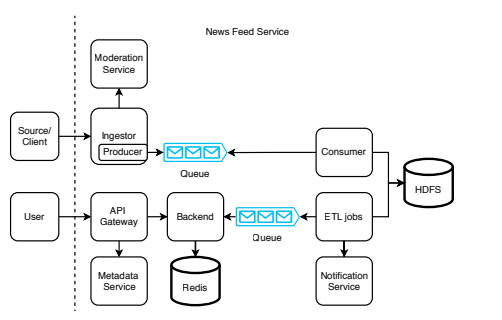 News Feed Service
Moderation
Service
Source/
Client
Ingestor
Producer
Queue
Consumer
HDFS
User
API
Gateway
Backend
Queue
ETL jobs
Metadata
Service
Redis
Notification
Service